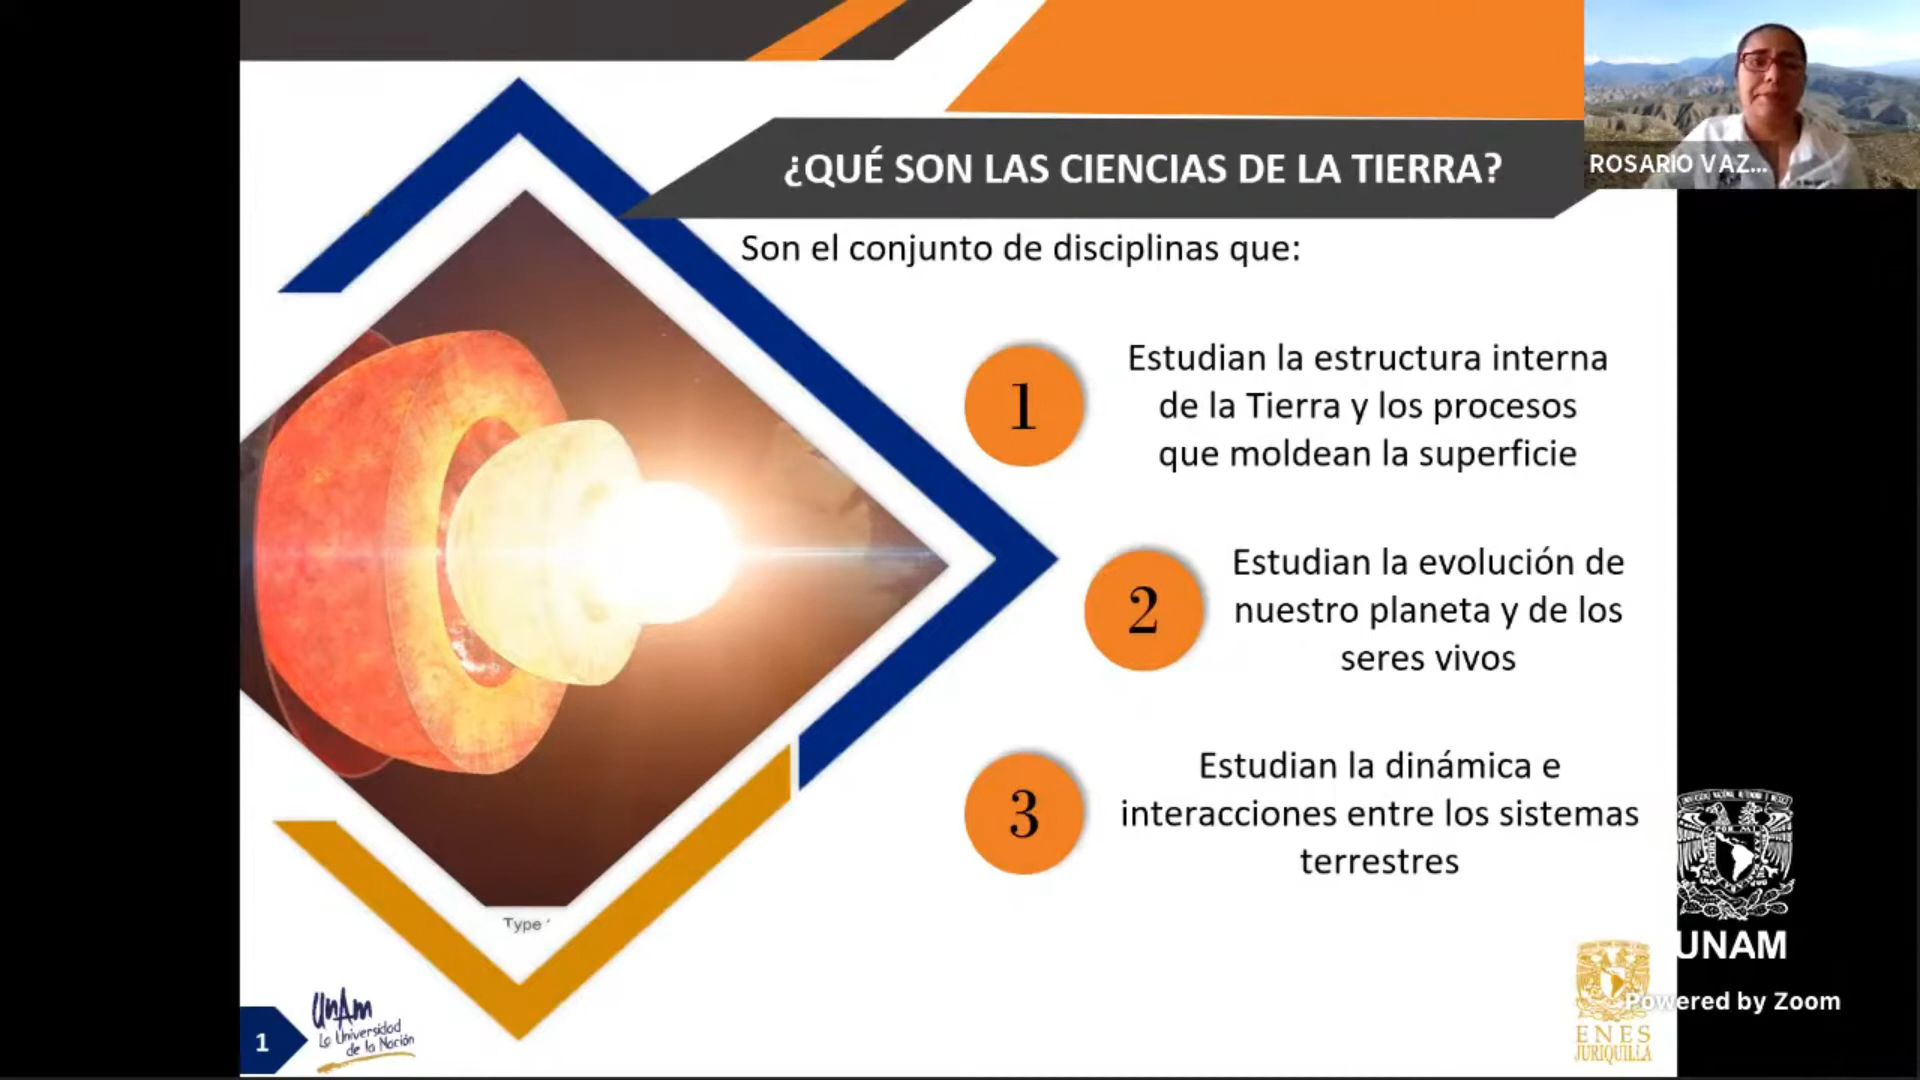 ¿QUÉ SON LAS CIENCIAS DE LA TIERRA?
ROSARIO VAZ...
Son el conjunto de disciplinas que:
1
Estudian la estructura interna
de la Tierra y los procesos
que moldean la superficie
2
Estudian la evolución de
nuestro planeta y de los
seres vivos
3
Estudian la dinámica e
interacciones entre los sistemas
terrestres
Type
UNAM
Powered by Zoom
ENES
JURIQUILLA
1
UnAm
La Universidad
de la Nación